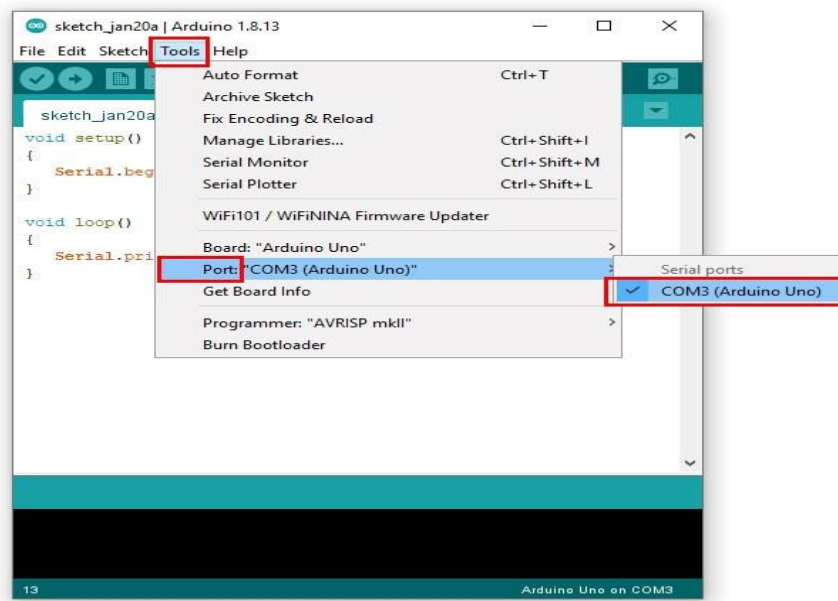 sketch_jan20a | Arduino 1.8.13
File Edit Sketch Tools Help
Auto Format Ctrl+T
Archive Sketch
sketch_jan20a
Fix Encoding & Reload
void setup()
Manage Libraries... Ctrl+Shift+I
{
Serial Monitor Ctrl+Shift+M
Serial.beg
Serial Plotter Ctrl+Shift+L
}
WiFi101 / WiFiNINA Firmware Updater
void loop()
{
Board: "Arduino Uno" >
Serial.pri
Port: "COM3 (Arduino Uno)" >
Serial ports
}
Get Board Info
✓ COM3 (Arduino Uno)
Programmer: "AVRISP mkII" >
Burn Bootloader
13 Arduino Uno on COM3